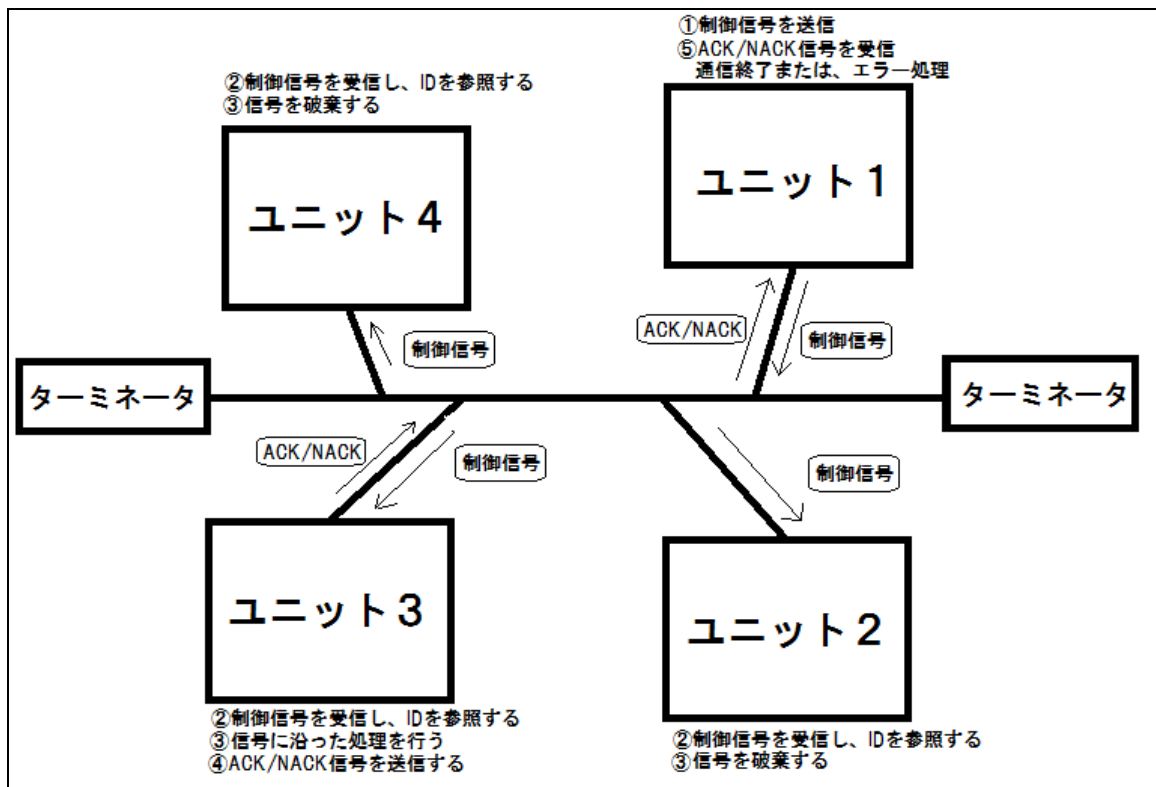 ①制御信号を送信
⑤ACK/NACK信号を受信
通信終了または、エラー処理
②制御信号を受信し、IDを参照する
③信号を破棄する
ユニット1
ユニット4
ACK/NACK
制御信号
制御信号
ターミネータ
ターミネータ
ACK/NACK
制御信号
制御信号
ユニット3
ユニット2
②制御信号を受信し、IDを参照する
③信号に沿った処理を行う
④ACK/NACK信号を送信する
②制御信号を受信し、IDを参照する
③信号を破棄する